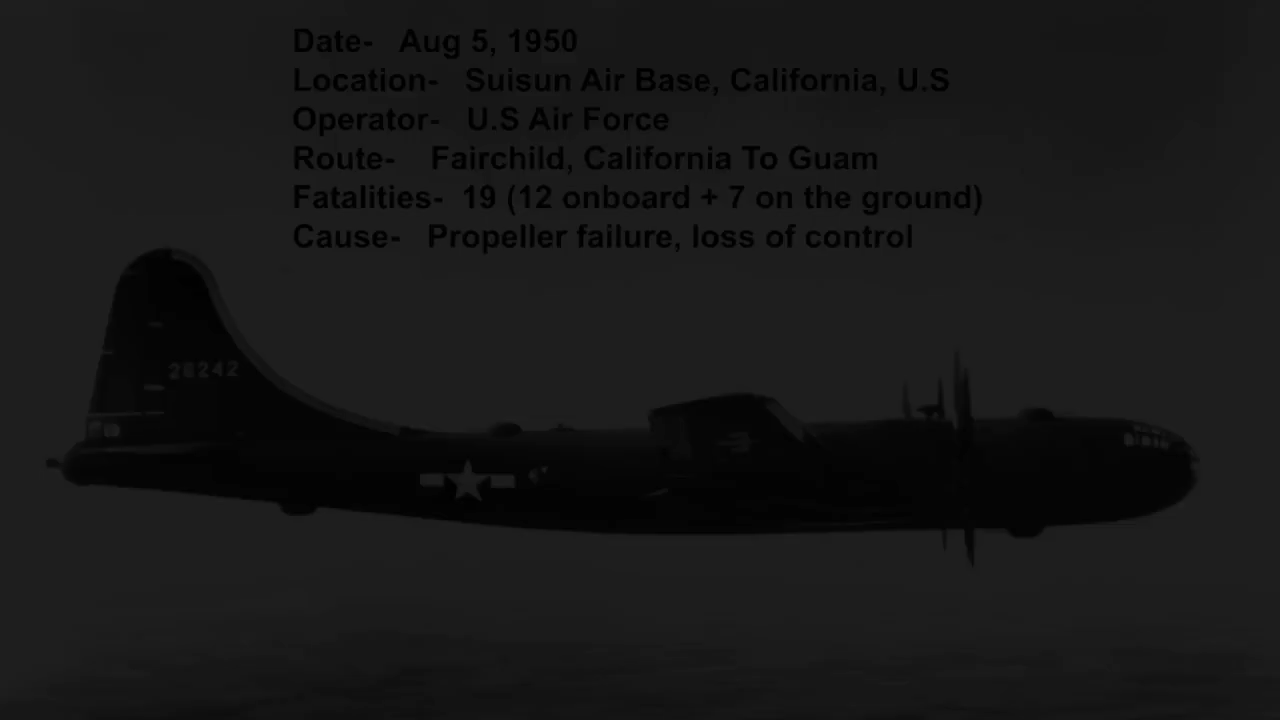 Date- Aug 5, 1950
Location- Suisun Air Base, California, U.S
Operator- U.S Air Force
Route- Fairchild, California To Guam
Fatalities- 19 (12 onboard + 7 on the ground)
Cause- Propeller failure, loss of control
26242